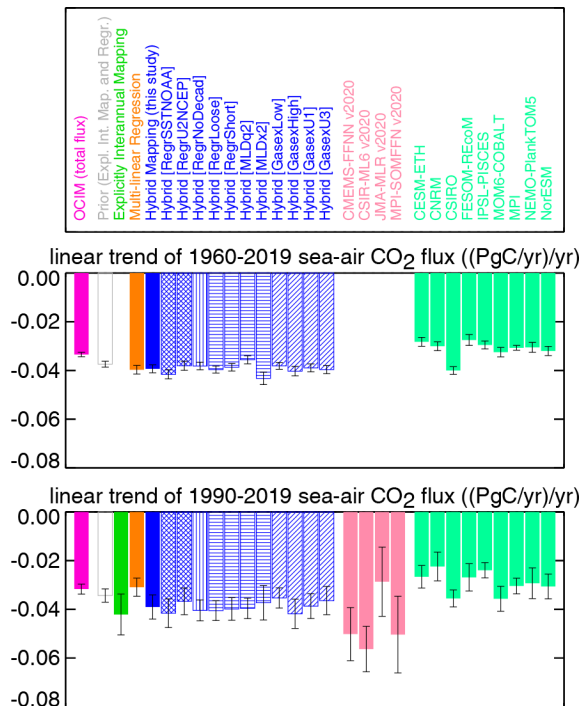 OCIM (total flux)
Prior (Expl. Int. Map. and Regr.)
Explicitly Interannual Mapping
Multi-linear Regression
Hybrid Mapping (this study)
Hybrid [RegrSSTNOAA]
Hybrid [RegrU2NCEP]
Hybrid [RegrNoDecad]
Hybrid [RegrLoose]
Hybrid [RegrShort]
Hybrid [MLDq2]
Hybrid [MLDx2]
Hybrid [GasexLow]
Hybrid [GasexHigh]
Hybrid [GasexU1]
Hybrid [GasexU3]
CMEMS-FFNN v2020
CSIR-ML6 v2020
JMA-MLR v2020
MPI-SOMFFN v2020
CESM-ETH
CNRM
CSIRO
FESOM-REcoM
IPSL-PISCES
MOM6-COBALT
MPI
NEMO-PlankTOM5
NorESM
linear trend of 1960-2019 sea-air CO2 flux ((PgC/yr)/yr)
0.00
-0.02
-0.04
-0.06
-0.08
linear trend of 1990-2019 sea-air CO2 flux ((PgC/yr)/yr)
0.00
-0.02
-0.04
-0.06
-0.08